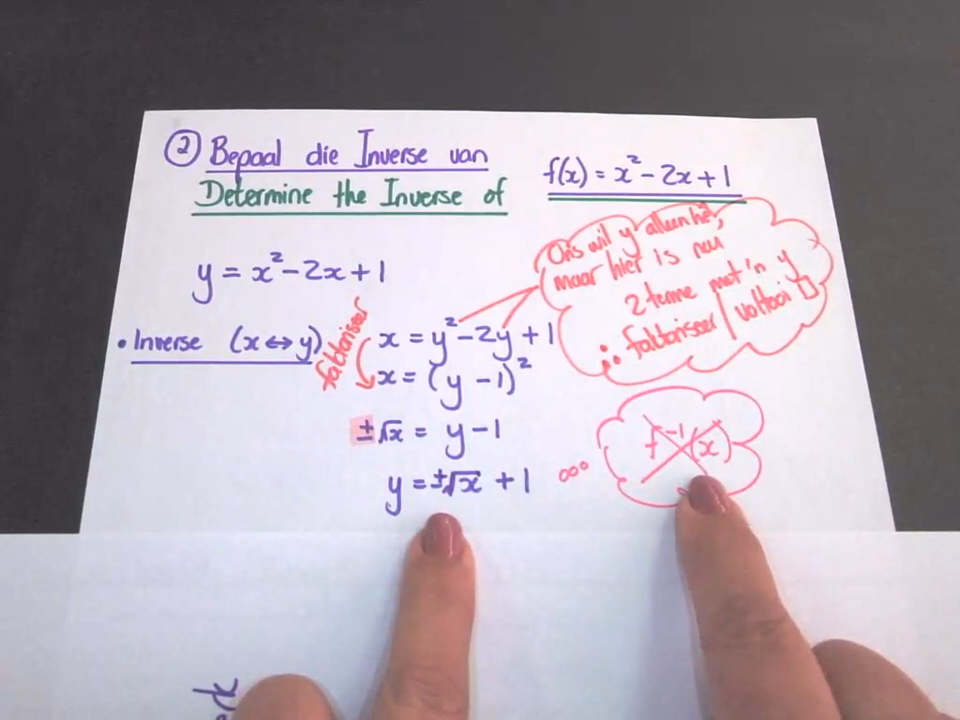 ② Bepaal die Inverse van
Determine the Inverse of
f(x) = x² - 2x + 1
y = x² - 2x + 1
Ons wil y alleen hê,
maar hier is nou
2 terme met 'n y
∴ faktoriseer / voltooi □
• Inverse (x ↔ y)
faktoriseer
x = y² - 2y + 1
x = (y - 1)²
± √x = y - 1
y = ±√x + 1
f⁻¹(x)